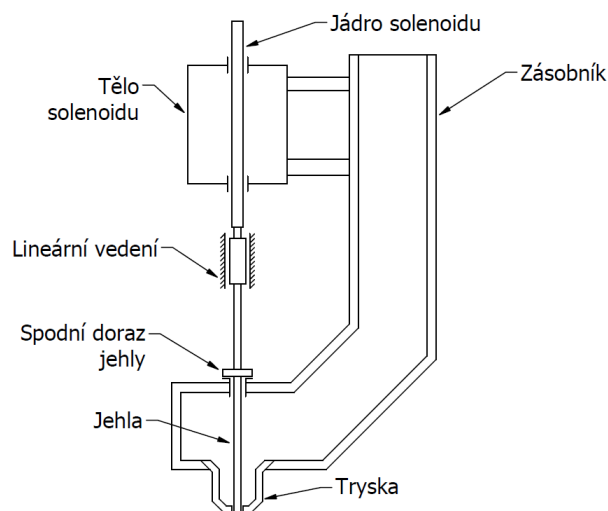 Jádro solenoidu
Zásobník
Tělo
solenoidu
Lineární vedení
Spodní doraz
jehly
Jehla
Tryska